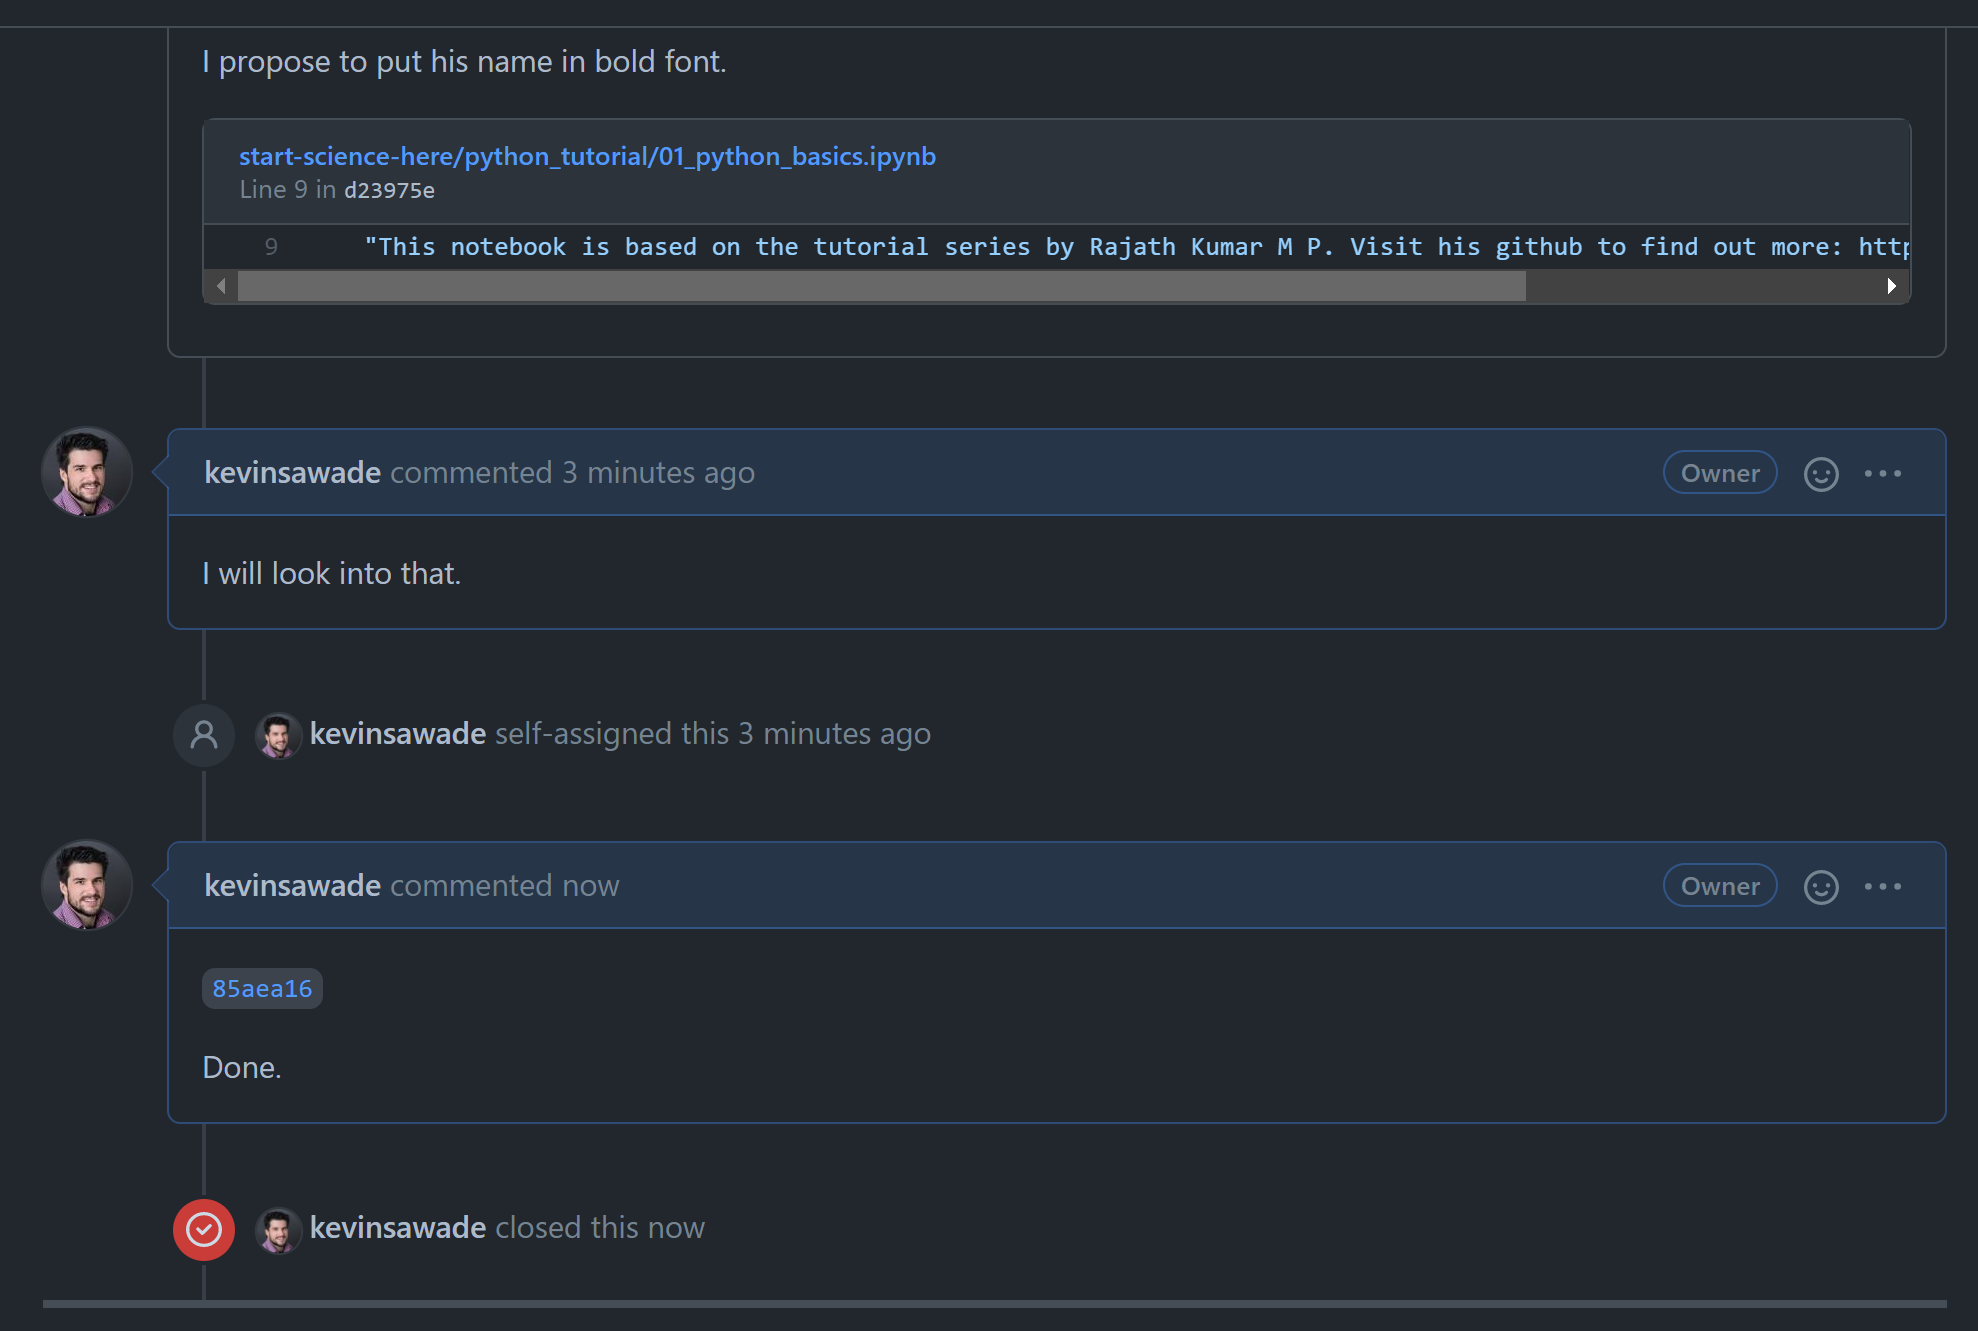 I propose to put his name in bold font.
start-science-here/python_tutorial/01_python_basics.ipynb
Line 9 in d23975e
9 "This notebook is based on the tutorial series by Rajath Kumar M P. Visit his github to find out more: http
kevinsawade commented 3 minutes ago Owner
I will look into that.
kevinsawade self-assigned this 3 minutes ago
kevinsawade commented now Owner
85aea16
Done.
kevinsawade closed this now